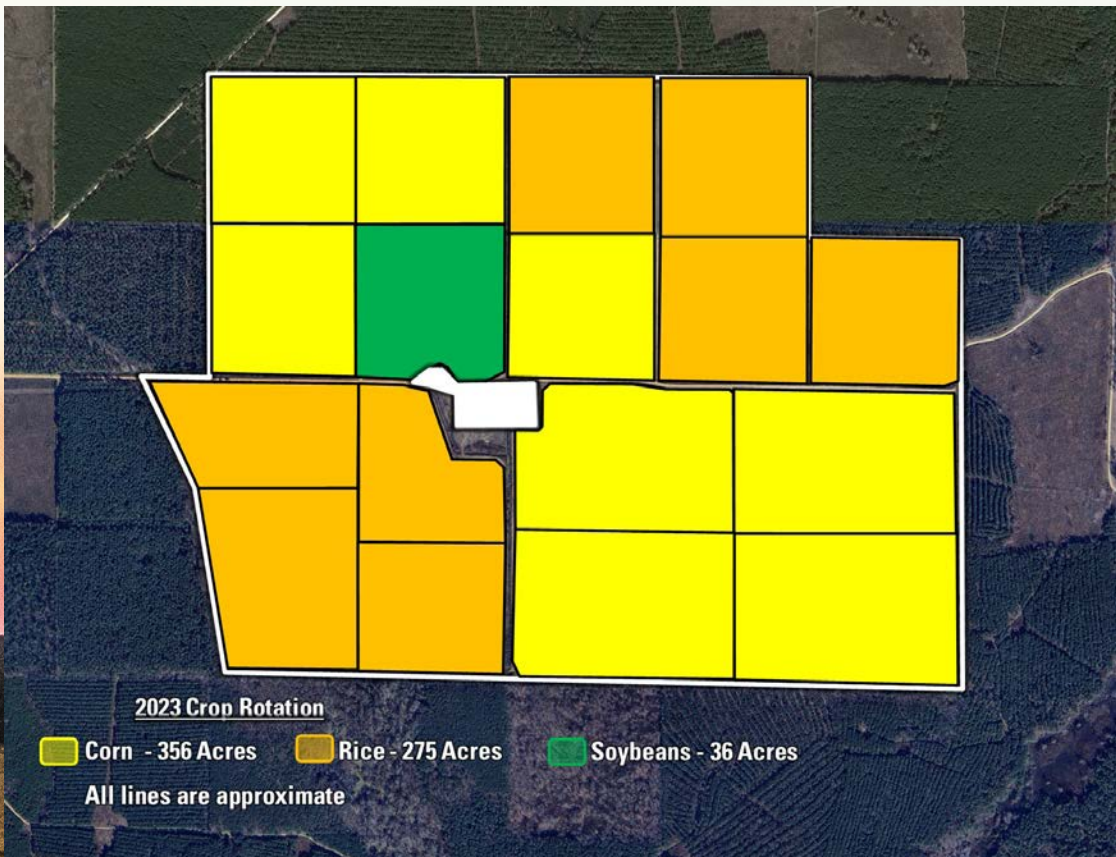 2023 Crop Rotation
Corn - 356 Acres Rice - 275 Acres Soybeans - 36 Acres
All lines are approximate